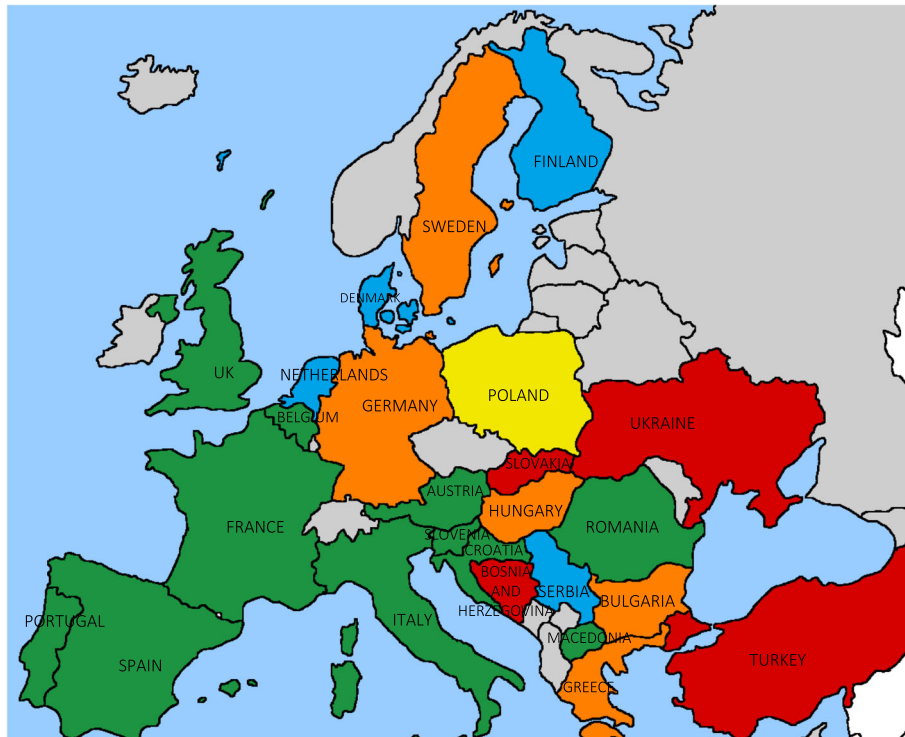 FINLAND
SWEDEN
DENMARK
NETHERLANDS
UK
BELGIUM
GERMANY
POLAND
UKRAINE
SLOVAKIA
AUSTRIA
HUNGARY
FRANCE
ROMANIA
SLOVENIA
CROATIA
BOSNIA
AND
HERZEGOVINA
SERBIA
BULGARIA
PORTUGAL
ITALY
MACEDONIA
SPAIN
TURKEY
GREECE